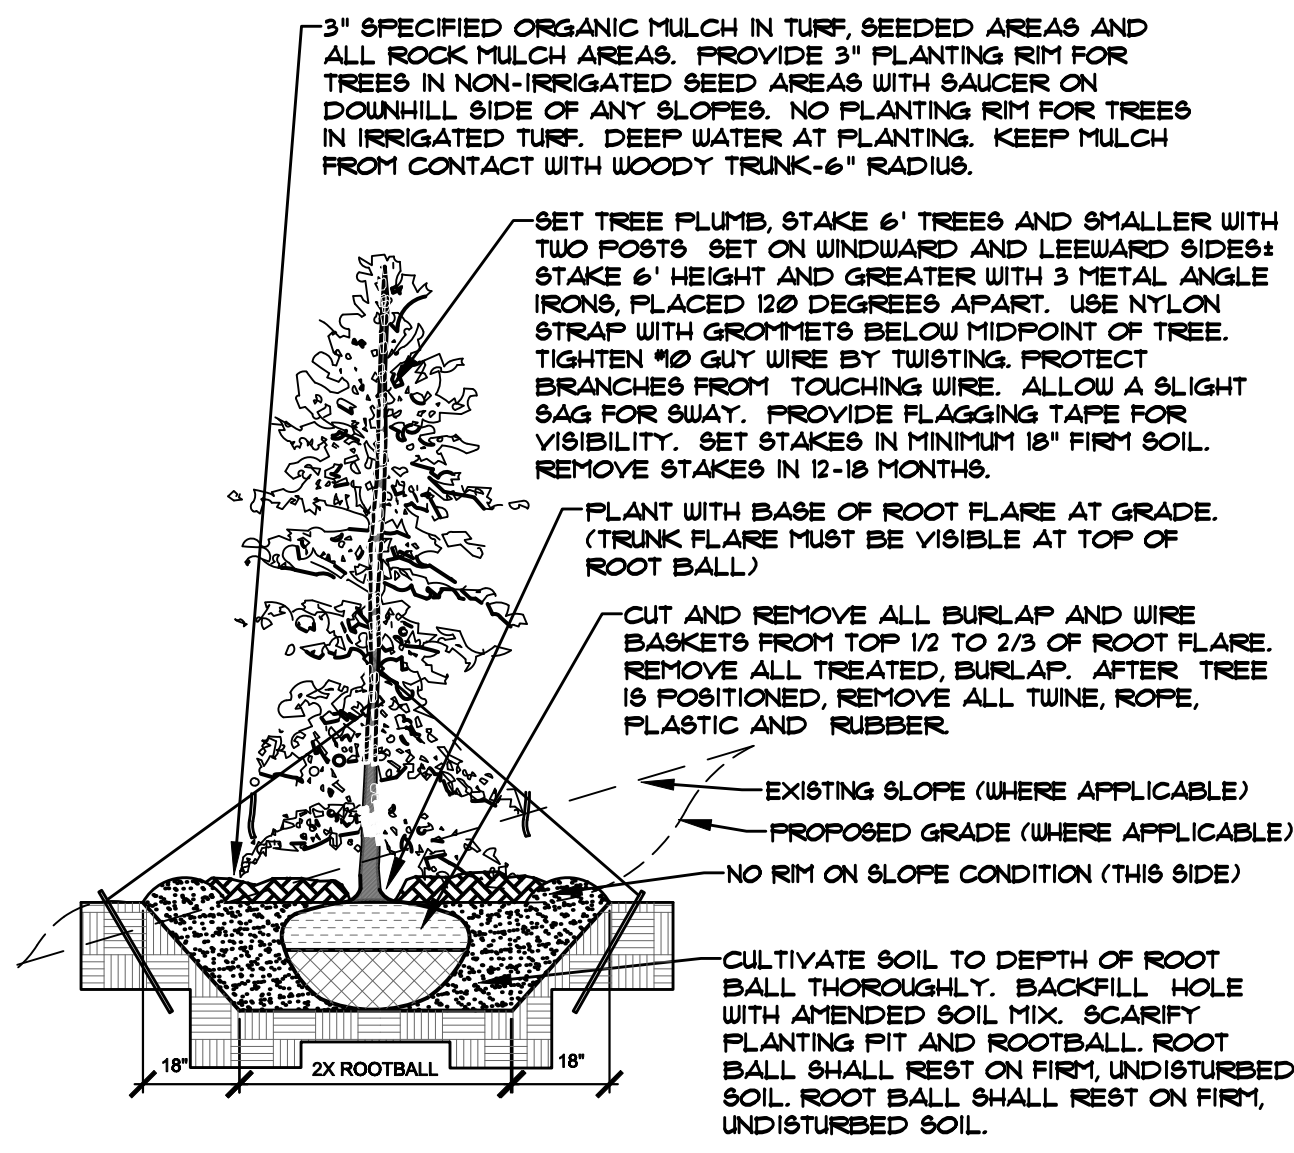 3" SPECIFIED ORGANIC MULCH IN TURF, SEEDED AREAS AND
ALL ROCK MULCH AREAS. PROVIDE 3" PLANTING RIM FOR
TREES IN NON-IRRIGATED SEED AREAS WITH SAUCER ON
DOWNHILL SIDE OF ANY SLOPES. NO PLANTING RIM FOR TREES
IN IRRIGATED TURF. DEEP WATER AT PLANTING. KEEP MULCH
FROM CONTACT WITH WOODY TRUNK-6" RADIUS.
SET TREE PLUMB, STAKE 6' TREES AND SMALLER WITH
TWO POSTS SET ON WINDWARD AND LEEWARD SIDES±
STAKE 6' HEIGHT AND GREATER WITH 3 METAL ANGLE
IRONS, PLACED 120 DEGREES APART. USE NYLON
STRAP WITH GROMMETS BELOW MIDPOINT OF TREE.
TIGHTEN #10 GUY WIRE BY TWISTING. PROTECT
BRANCHES FROM TOUCHING WIRE. ALLOW A SLIGHT
SAG FOR SWAY. PROVIDE FLAGGING TAPE FOR
VISIBILITY. SET STAKES IN MINIMUM 18" FIRM SOIL.
REMOVE STAKES IN 12-18 MONTHS.
PLANT WITH BASE OF ROOT FLARE AT GRADE.
(TRUNK FLARE MUST BE VISIBLE AT TOP OF
ROOT BALL)
CUT AND REMOVE ALL BURLAP AND WIRE
BASKETS FROM TOP 1/2 TO 2/3 OF ROOT FLARE.
REMOVE ALL TREATED, BURLAP. AFTER TREE
IS POSITIONED, REMOVE ALL TWINE, ROPE,
PLASTIC AND RUBBER.
EXISTING SLOPE (WHERE APPLICABLE)
PROPOSED GRADE (WHERE APPLICABLE)
NO RIM ON SLOPE CONDITION (THIS SIDE)
CULTIVATE SOIL TO DEPTH OF ROOT
BALL THOROUGHLY. BACKFILL HOLE
WITH AMENDED SOIL MIX. SCARIFY
PLANTING PIT AND ROOTBALL. ROOT
BALL SHALL REST ON FIRM, UNDISTURBED
SOIL. ROOT BALL SHALL REST ON FIRM,
UNDISTURBED SOIL.
18" 2X ROOTBALL 18"